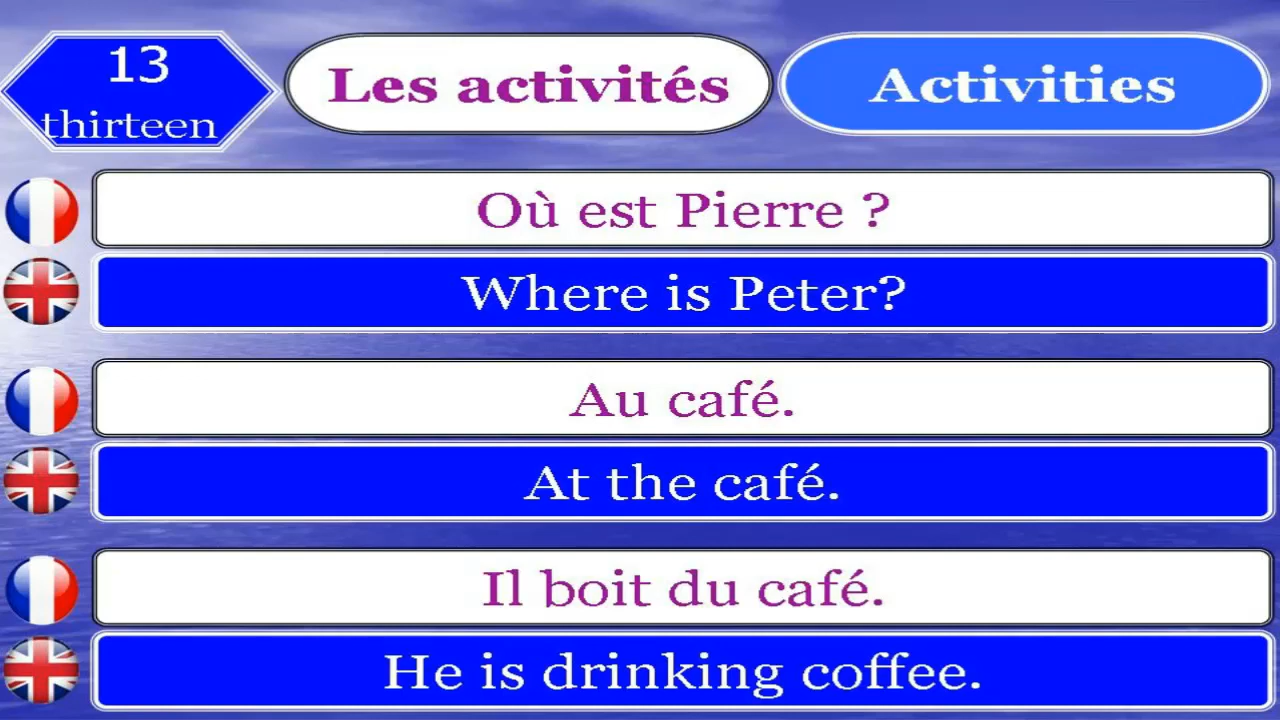 13
thirteen
Les activités
Activities
Où est Pierre ?
Where is Peter?
Au café.
At the café.
Il boit du café.
He is drinking coffee.